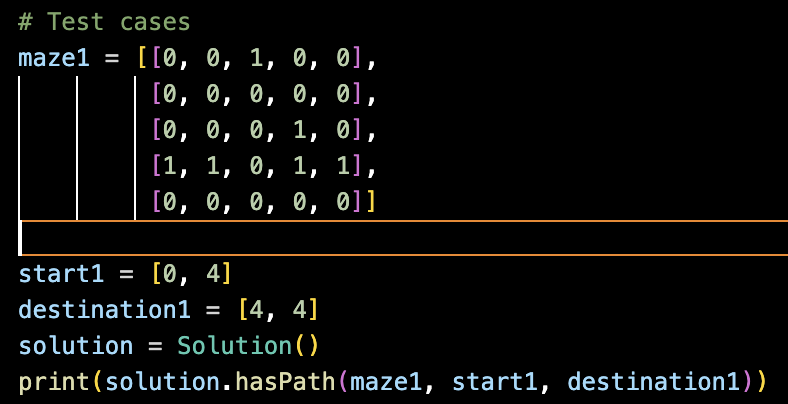 # Test cases
maze1 = [[0, 0, 1, 0, 0],
[0, 0, 0, 0, 0],
[0, 0, 0, 1, 0],
[1, 1, 0, 1, 1],
[0, 0, 0, 0, 0]]
start1 = [0, 4]
destination1 = [4, 4]
solution = Solution()
print(solution.hasPath(maze1, start1, destination1))